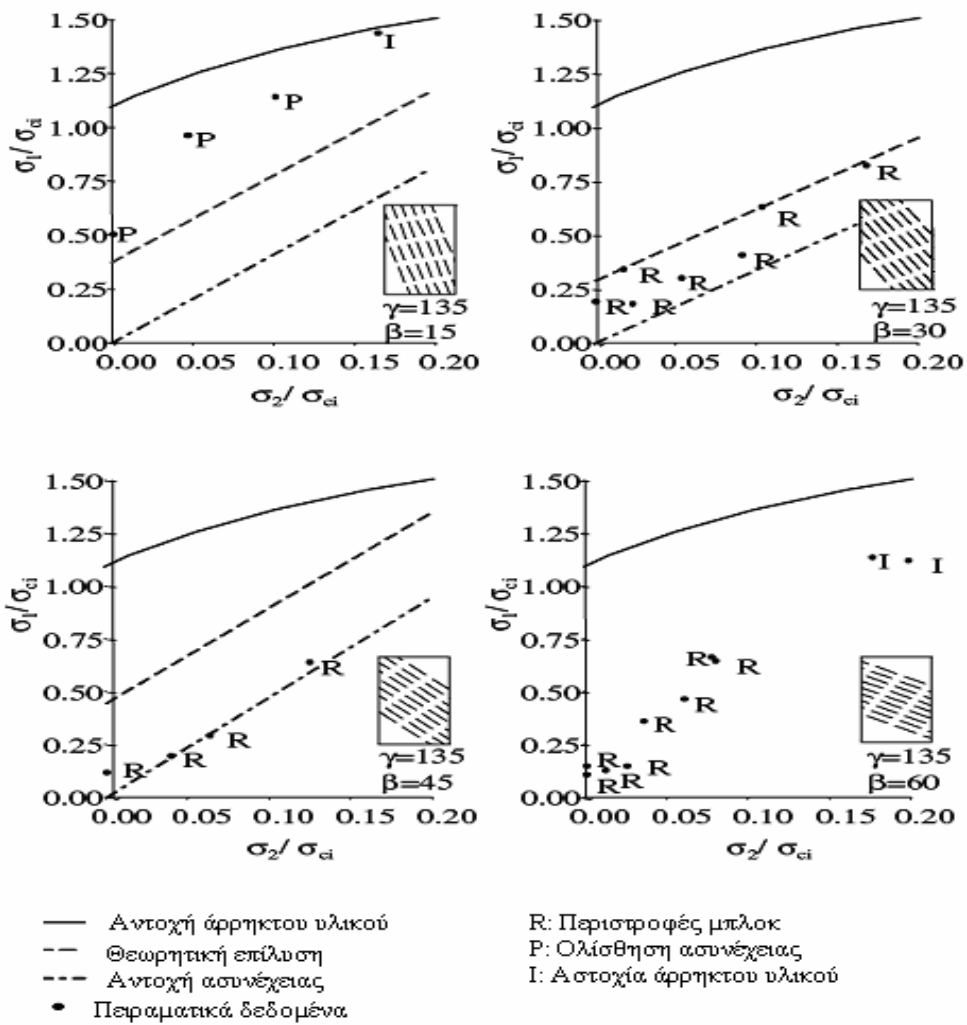 1.50
1.25
1.00
0.75
0.50
0.25
0.00
σ1/σci
I
P
P
P
γ=135
β=15
0.00 0.05 0.10 0.15 0.20
σ2/ σci
1.50
1.25
1.00
0.75
0.50
0.25
0.00
σ1/σci
R
R
R
R
R
R
R
γ=135
β=30
0.00 0.05 0.10 0.15 0.20
σ2/ σci
1.50
1.25
1.00
0.75
0.50
0.25
0.00
σ1/σci
R
R
R
R
γ=135
β=45
0.00 0.05 0.10 0.15 0.20
σ2/ σci
1.50
1.25
1.00
0.75
0.50
0.25
0.00
σ1/σci
I I
R R
R
R
R R
R R
γ=135
β=60
0.00 0.05 0.10 0.15 0.20
σ2/ σci
Αντοχή άρρηκτου υλικού
Θεωρητική επίλυση
Αντοχή ασυνέχειας
Πειραματικά δεδομένα
R: Περιστροφές μπλοκ
P: Ολίσθηση ασυνέχειας
I: Αστοχία άρρηκτου υλικού